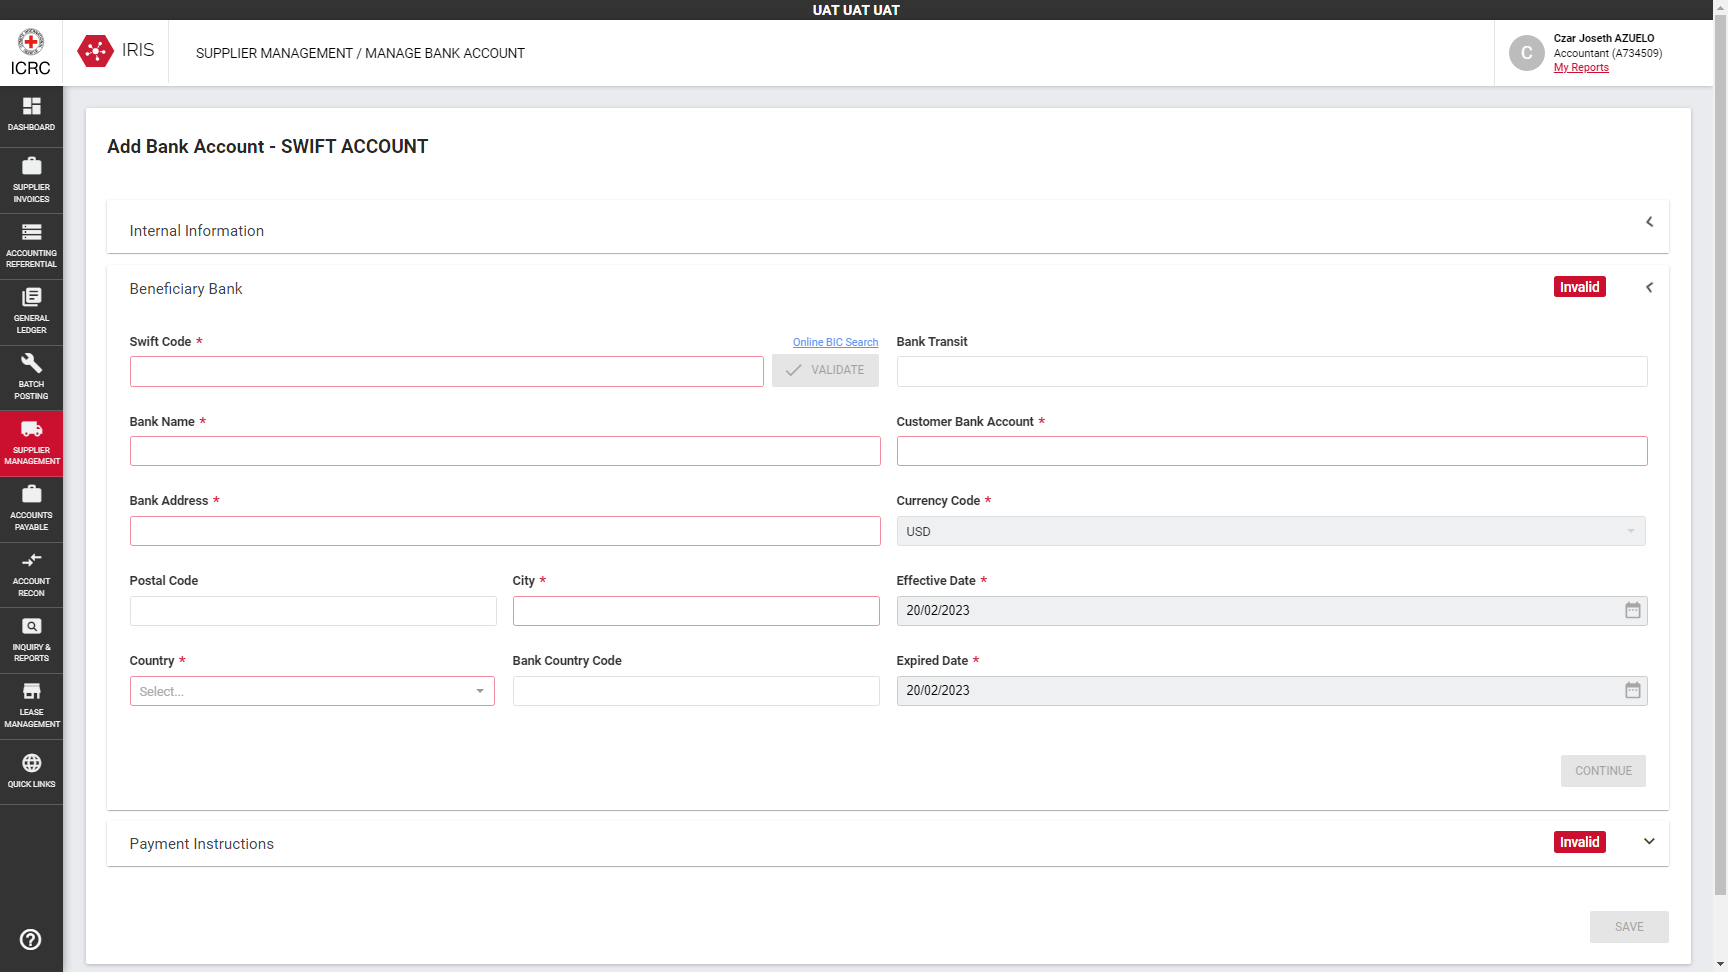 UAT UAT UAT
ICRC
IRIS
SUPPLIER MANAGEMENT / MANAGE BANK ACCOUNT
C
Czar Joseth AZUELO
Accountant (A734509)
My Reports
DASHBOARD
SUPPLIER
INVOICES
ACCOUNTING
REFERENTIAL
GENERAL
LEDGER
BATCH
POSTING
SUPPLIER
MANAGEMENT
ACCOUNTS
PAYABLE
ACCOUNT
RECON
INQUIRY &
REPORTS
LEASE
MANAGEMENT
QUICK LINKS
Add Bank Account - SWIFT ACCOUNT
Internal Information
Beneficiary Bank
Invalid
Swift Code *
Online BIC Search
VALIDATE
Bank Transit
Bank Name *
Customer Bank Account *
Bank Address *
Currency Code *
USD
Postal Code
City *
Effective Date *
20/02/2023
Country *
Select...
Bank Country Code
Expired Date *
20/02/2023
CONTINUE
Payment Instructions
Invalid
SAVE